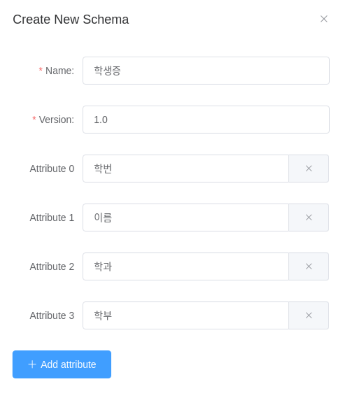 Create New Schema
* Name: 학생증
* Version: 1.0
Attribute 0 학번
Attribute 1 이름
Attribute 2 학과
Attribute 3 학부
+ Add attribute